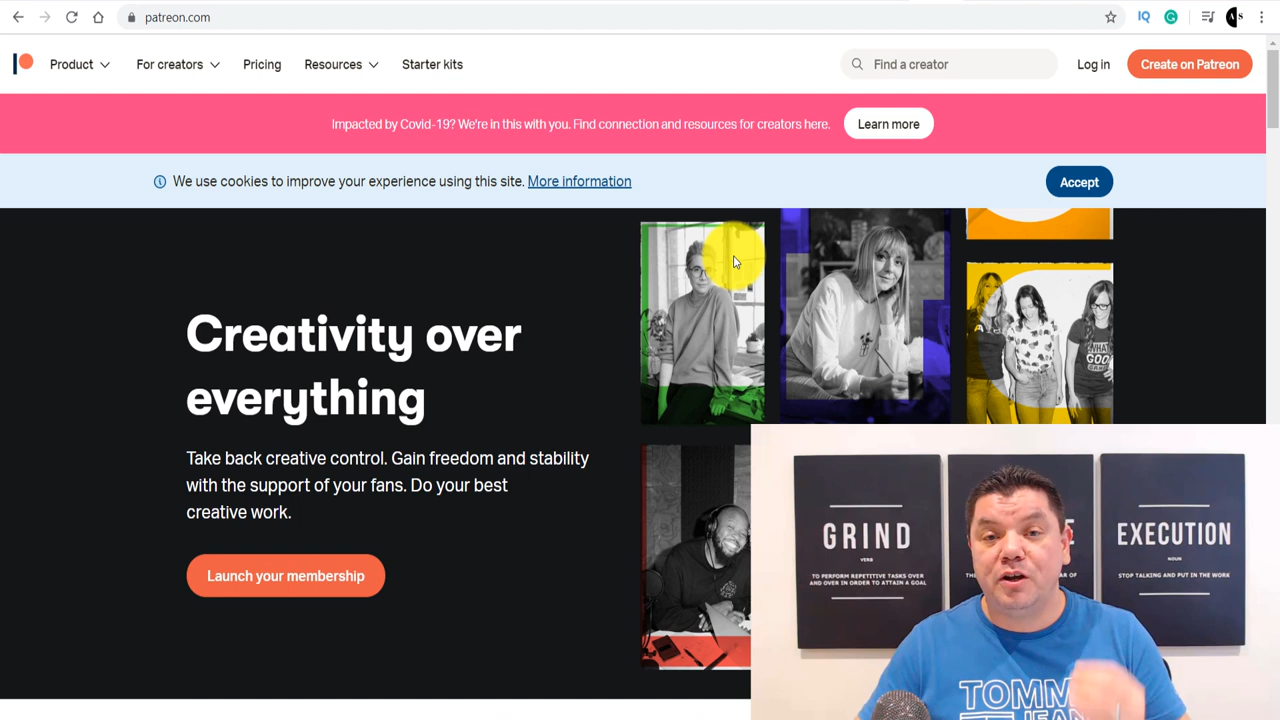 patreon.com
IQ
A S
Product
For creators
Pricing
Resources
Starter kits
Find a creator
Log in
Create on Patreon
Impacted by Covid-19? We're in this with you. Find connection and resources for creators here.
Learn more
We use cookies to improve your experience using this site. More information
Accept
Creativity over
everything
Take back creative control. Gain freedom and stability
with the support of your fans. Do your best
creative work.
Launch your membership
WHAT
GOOD
GRIND
VERB
TO PERFORM REPETITIVE TASKS OVER
AND OVER IN ORDER TO ATTAIN A GOAL
EXECUTION
NOUN
STOP TALKING AND PUT IN THE WORK
TOMM
JEAN